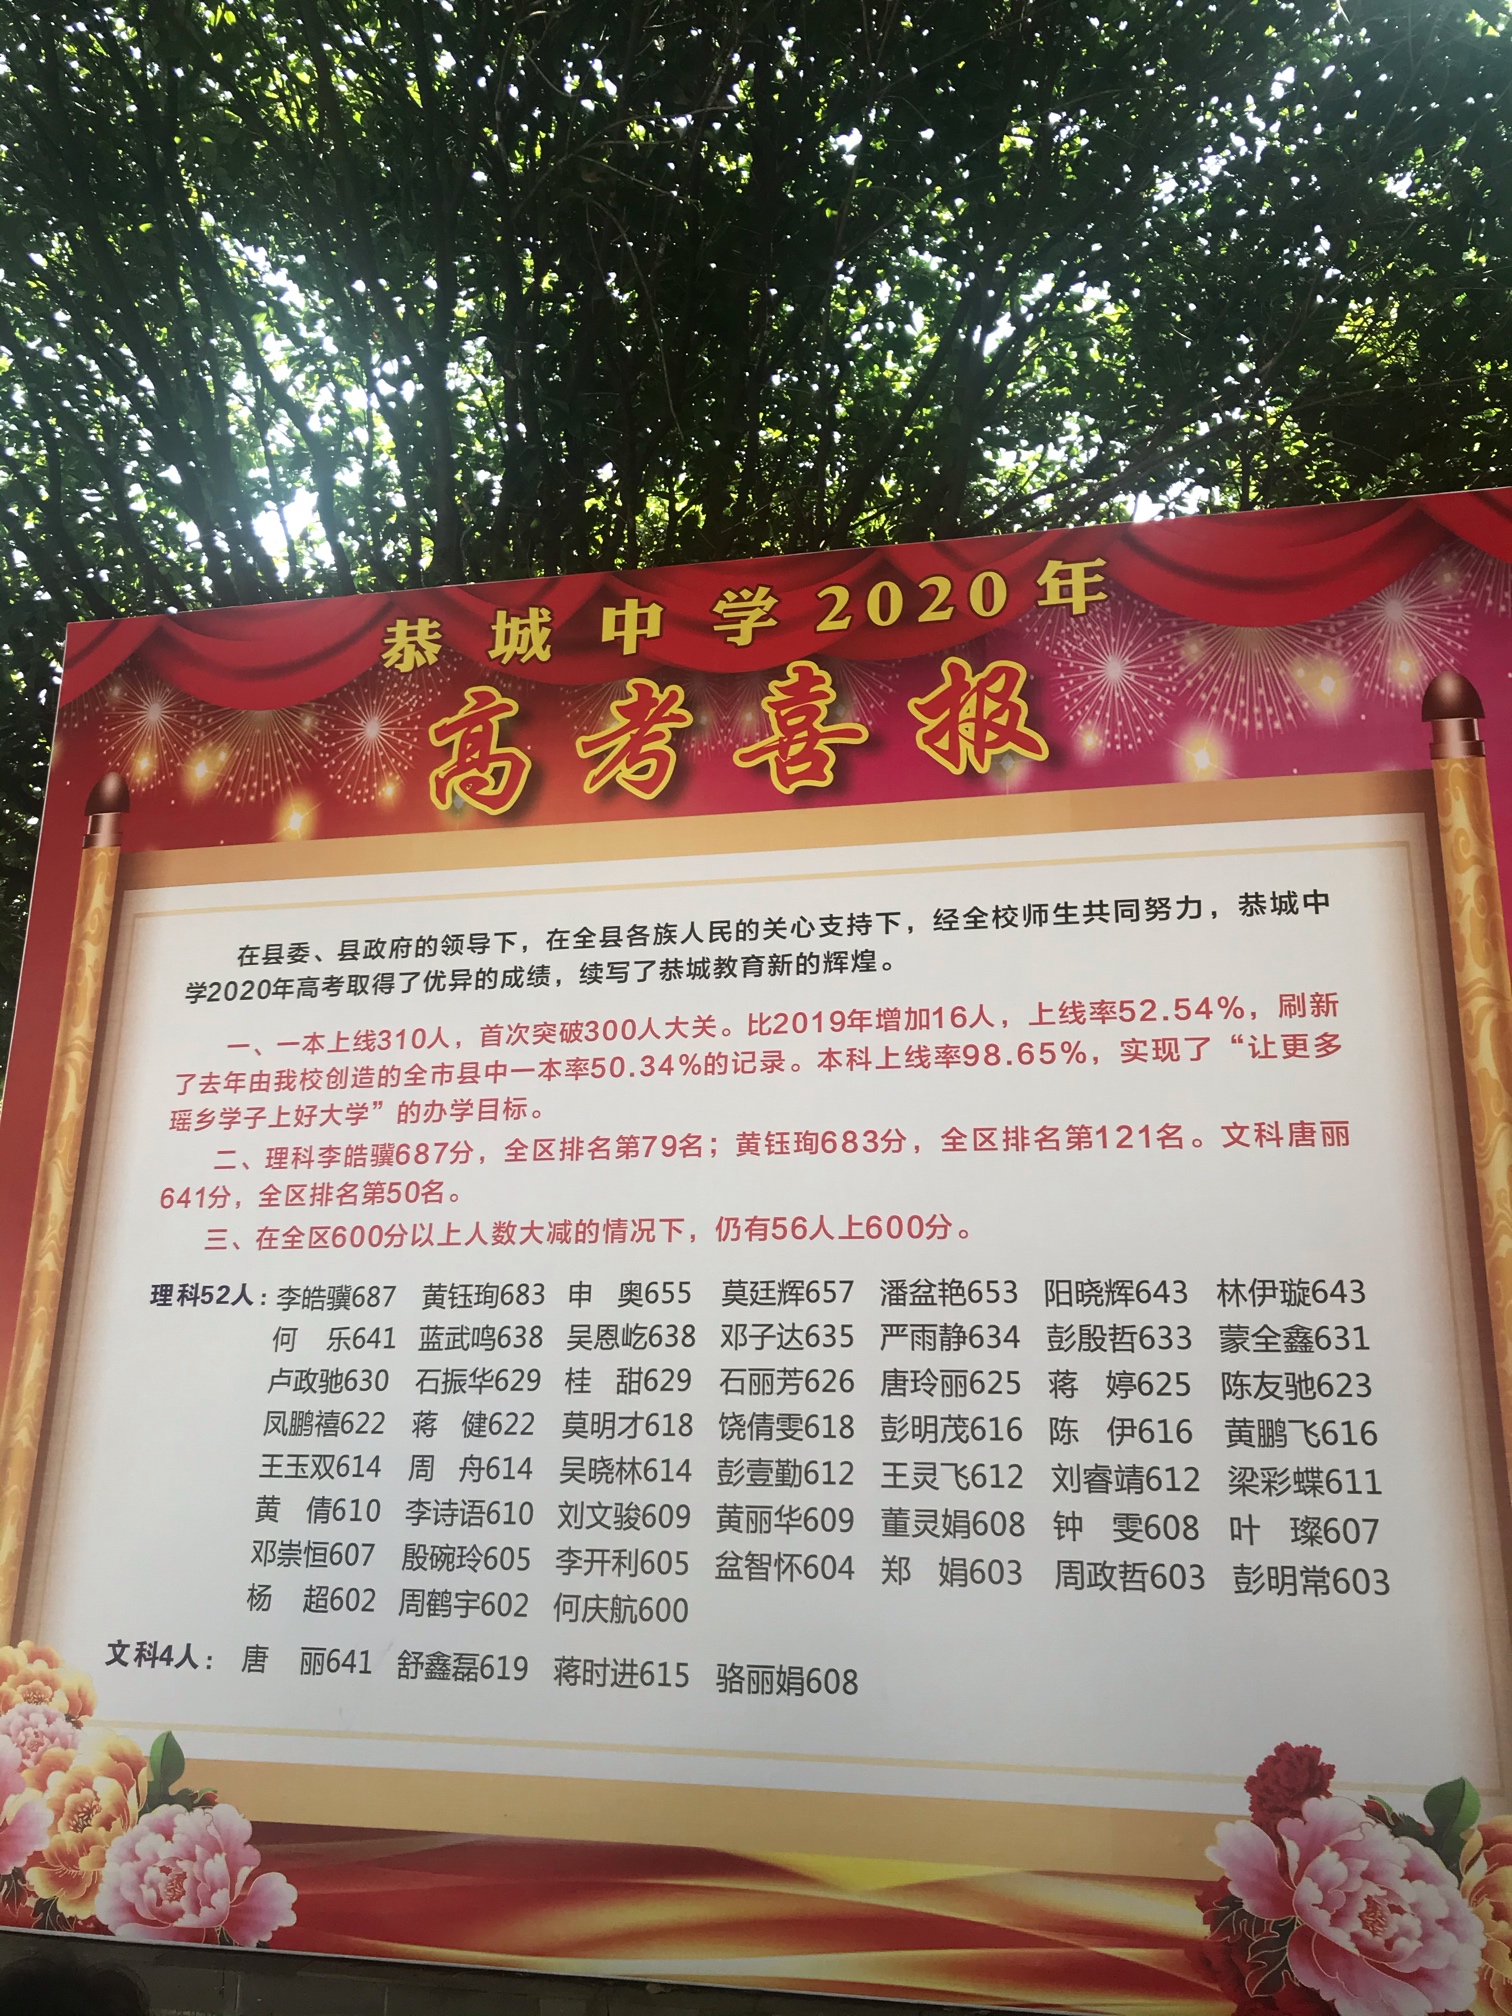 恭城中学2020年
高考喜报
在县委、县政府的领导下，在全县各族人民的关心支持下，经全校师生共同努力，恭城中
学2020年高考取得了优异的成绩，续写了恭城教育新的辉煌。
一、一本上线310人，首次突破300人大关。比2019年增加16人，上线率52.54%，刷新
了去年由我校创造的全市县中一本率50.34%的记录。本科上线率98.65%，实现了“让更多
瑶乡学子上好大学”的办学目标。
二、理科李皓骥687分，全区排名第79名；黄钰珣683分，全区排名第121名。文科唐丽
641分，全区排名第50名。
三、在全区600分以上人数大减的情况下，仍有56人上600分。
理科52人：李皓骥687 黄钰珣683 申 奥655 莫廷辉657 潘盆艳653 阳晓辉643 林伊璇643
何 乐641 蓝武鸣638 吴恩屹638 邓子达635 严雨静634 彭殷哲633 蒙全鑫631
卢政驰630 石振华629 桂 甜629 石丽芳626 唐玲丽625 蒋 婷625 陈友驰623
凤鹏禧622 蒋 健622 莫明才618 饶倩雯618 彭明茂616 陈 伊616 黄鹏飞616
王玉双614 周 舟614 吴晓林614 彭壹勤612 王灵飞612 刘睿靖612 梁彩蝶611
黄 倩610 李诗语610 刘文骏609 黄丽华609 董灵娟608 钟 雯608 叶 璨607
邓崇恒607 殷碗玲605 李开利605 盆智怀604 郑 娟603 周政哲603 彭明常603
杨 超602 周鹤宇602 何庆航600
文科4人：唐 丽641 舒鑫磊619 蒋时进615 骆丽娟608